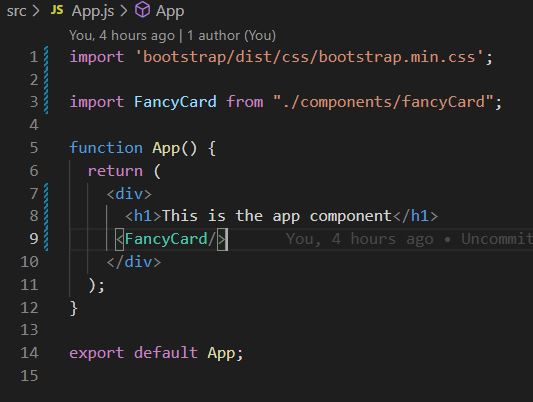 src > JS App.js > App
You, 4 hours ago | 1 author (You)
1 import 'bootstrap/dist/css/bootstrap.min.css';
2
3 import FancyCard from "./components/fancyCard";
4
5 function App() {
6 return (
7 <div>
8 <h1>This is the app component</h1>
9 <FancyCard/> You, 4 hours ago • Uncommit
10 </div>
11 );
12 }
13
14 export default App;
15